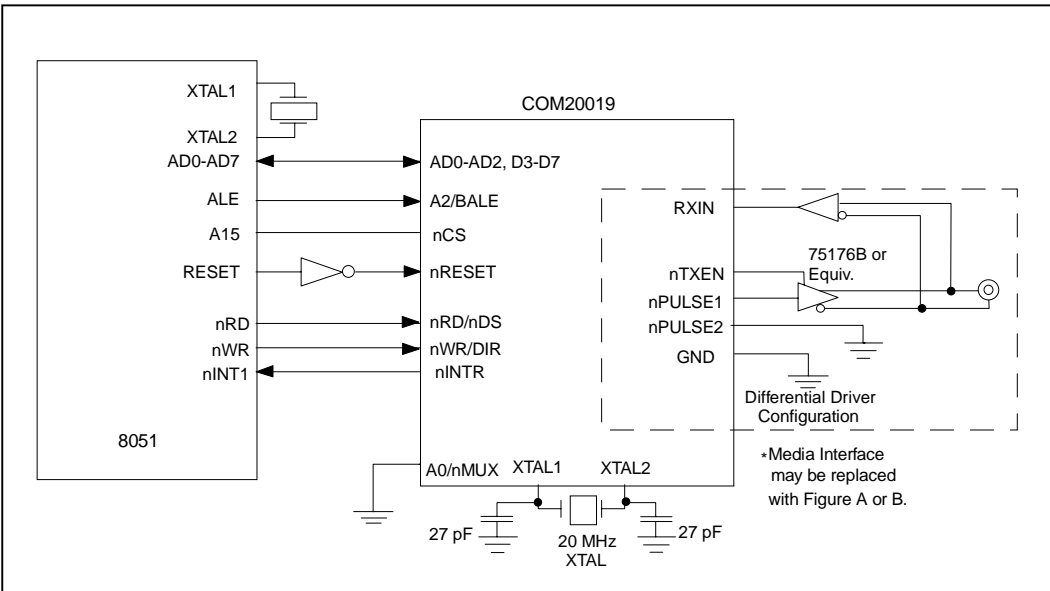 COM20019
XTAL1
XTAL2
AD0-AD7
ALE
A15
RESET
nRD
nWR
nINT1
8051
AD0-AD2, D3-D7
A2/BALE
nCS
nRESET
nRD/nDS
nWR/DIR
nINTR
A0/nMUX
XTAL1
XTAL2
27 pF
20 MHz
XTAL
27 pF
RXIN
nTXEN
nPULSE1
nPULSE2
GND
75176B or
Equiv.
Differential Driver
Configuration
*Media Interface
may be replaced
with Figure A or B.